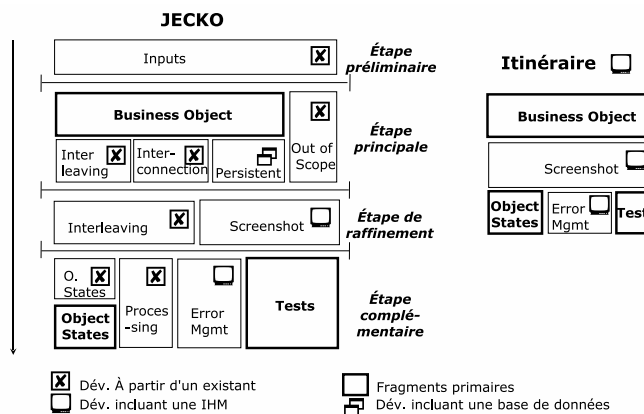 JECKO
Inputs
Étape
préliminaire
Business Object
Inter
leaving
Inter-
connection
Persistent
Out of
Scope
Étape
principale
Interleaving
Screenshot
Étape de
raffinement
O.
States
Object
States
Proces
-sing
Error
Mgmt
Tests
Étape
complé-
mentaire
Itinéraire
Business Object
Screenshot
Object
States
Error
Mgmt
Dév. À partir d'un existant
Dév. incluant une IHM
Fragments primaires
Dév. incluant une base de données